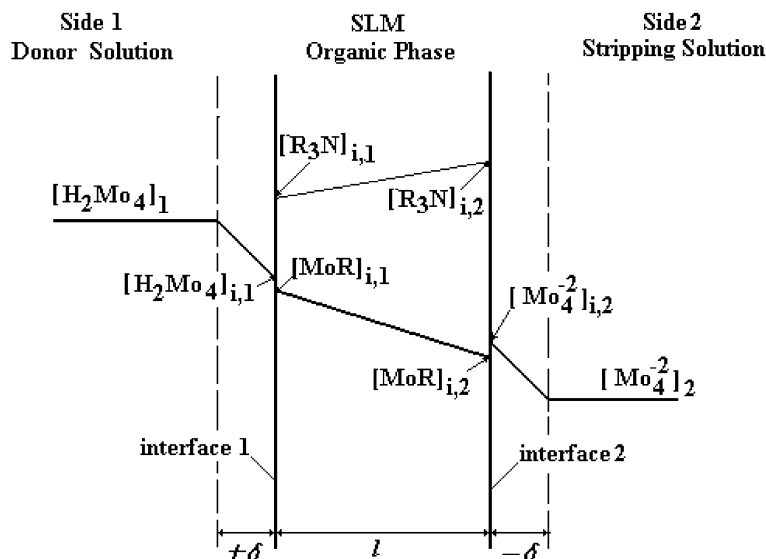 Side 1
Donor Solution
SLM
Organic Phase
Side 2
Stripping Solution
[R₃N]i,1
[R₃N]i,2
[H₂Mo₄]₁
[H₂Mo₄]i,1
[MoR]i,1
[Mo₄⁻²]i,2
[MoR]i,2
[Mo₄⁻²]₂
interface 1
interface 2
+δ
l
−δ